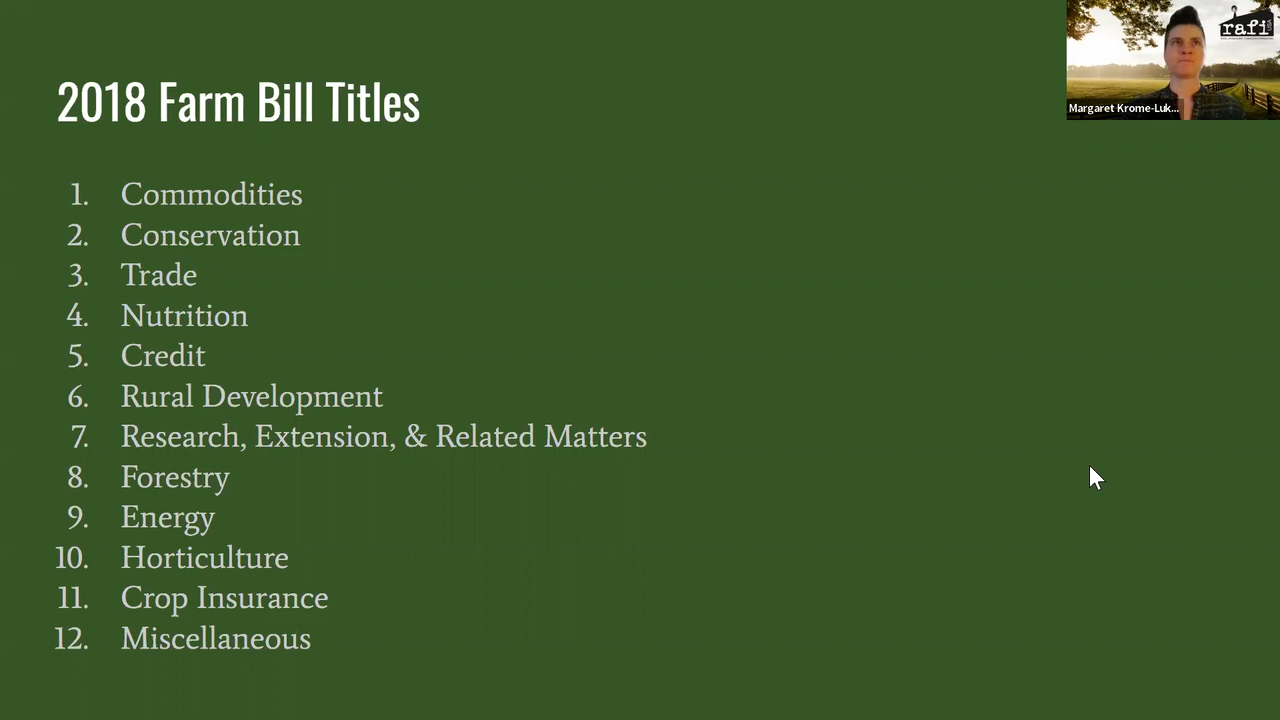 2018 Farm Bill Titles
1. Commodities
2. Conservation
3. Trade
4. Nutrition
5. Credit
6. Rural Development
7. Research, Extension, & Related Matters
8. Forestry
9. Energy
10. Horticulture
11. Crop Insurance
12. Miscellaneous
rafi
USA
Margaret Krome-Luk...